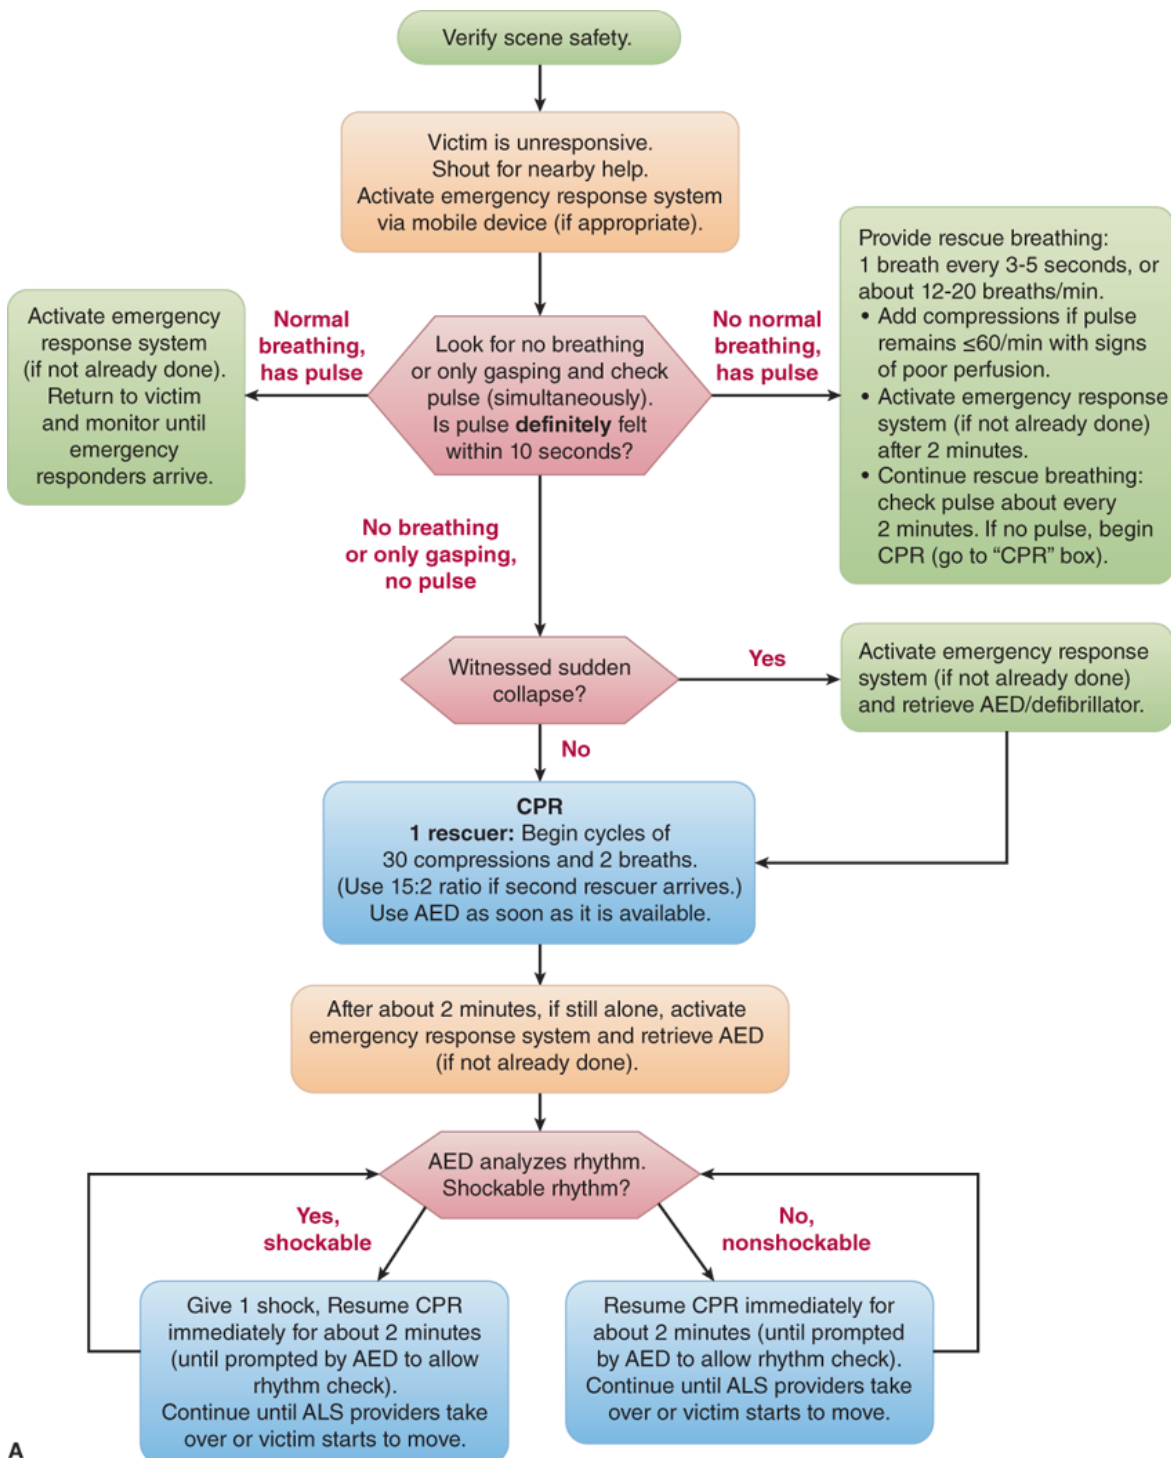 Verify scene safety.
Victim is unresponsive.
Shout for nearby help.
Activate emergency response system
via mobile device (if appropriate).
Normal
breathing,
has pulse
Activate emergency
response system
(if not already done).
Return to victim
and monitor until
emergency
responders arrive.
Look for no breathing
or only gasping and check
pulse (simultaneously).
Is pulse definitely felt
within 10 seconds?
No normal
breathing,
has pulse
Provide rescue breathing:
1 breath every 3-5 seconds, or
about 12-20 breaths/min.
• Add compressions if pulse
remains ≤60/min with signs
of poor perfusion.
• Activate emergency response
system (if not already done)
after 2 minutes.
• Continue rescue breathing:
check pulse about every
2 minutes. If no pulse, begin
CPR (go to “CPR” box).
No breathing
or only gasping,
no pulse
Witnessed sudden
collapse?
Yes
Activate emergency response
system (if not already done)
and retrieve AED/defibrillator.
No
CPR
1 rescuer: Begin cycles of
30 compressions and 2 breaths.
(Use 15:2 ratio if second rescuer arrives.)
Use AED as soon as it is available.
After about 2 minutes, if still alone, activate
emergency response system and retrieve AED
(if not already done).
AED analyzes rhythm.
Shockable rhythm?
Yes,
shockable
No,
nonshockable
Give 1 shock, Resume CPR
immediately for about 2 minutes
(until prompted by AED to allow
rhythm check).
Continue until ALS providers take
over or victim starts to move.
Resume CPR immediately for
about 2 minutes (until prompted
by AED to allow rhythm check).
Continue until ALS providers take
over or victim starts to move.
A